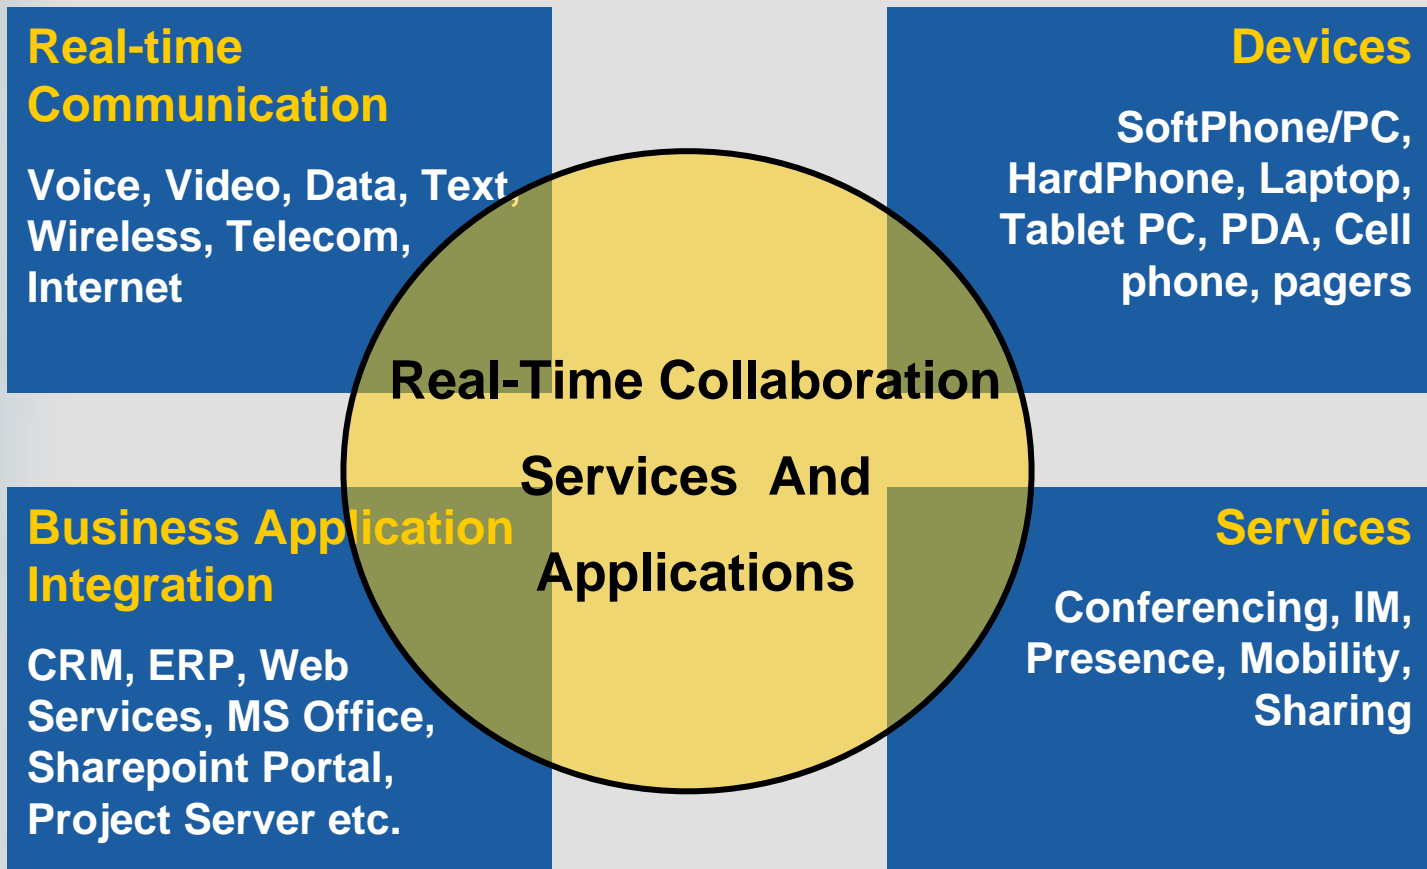 Real-time
Communication
Voice, Video, Data, Text,
Wireless, Telecom,
Internet
Devices
SoftPhone/PC,
HardPhone, Laptop,
Tablet PC, PDA, Cell
phone, pagers
Real-Time Collaboration
Services And
Applications
Business Application
Integration
CRM, ERP, Web
Services, MS Office,
Sharepoint Portal,
Project Server etc.
Services
Conferencing, IM,
Presence, Mobility,
Sharing